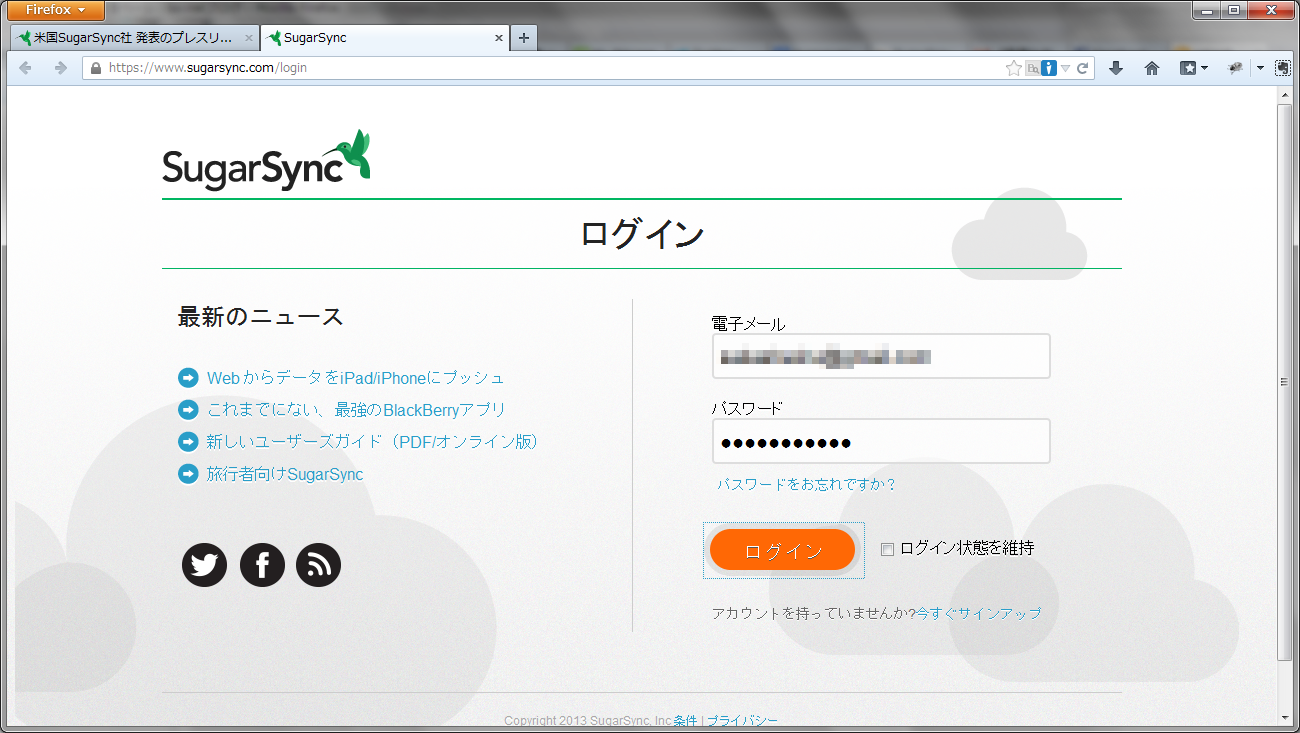 Firefox
米国SugarSync社 発表のプレスリ...
SugarSync
https://www.sugarsync.com/login
SugarSync
ログイン
最新のニュース
WebからデータをiPad/iPhoneにプッシュ
これまでにない、最強のBlackBerryアプリ
新しいユーザーズガイド（PDF/オンライン版）
旅行者向けSugarSync
電子メール
パスワード
パスワードをお忘れですか？
ログイン
ログイン状態を維持
アカウントを持っていませんか?今すぐサインアップ
Copyright 2013 SugarSync, Inc 条件 | プライバシー